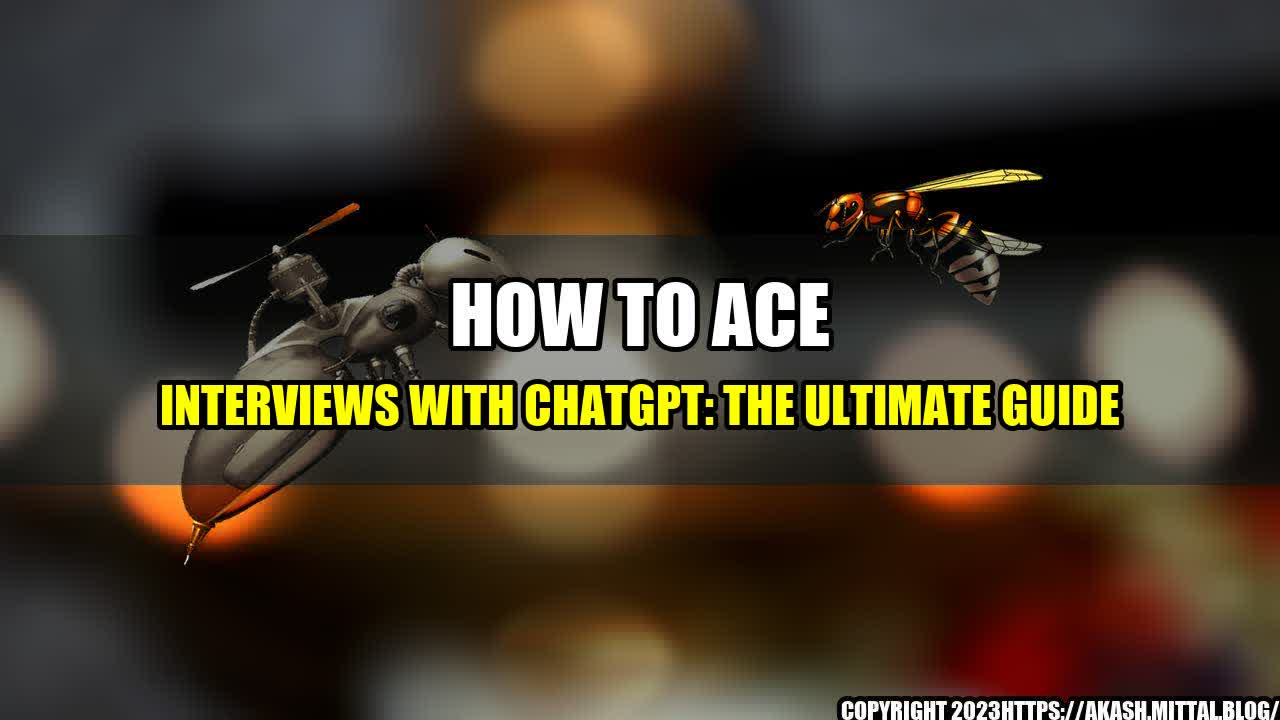 HOW TO ACE
INTERVIEWS WITH CHATGPT: THE ULTIMATE GUIDE
COPYRIGHT 2023HTTPS://AKASH.MITTAL.BLOG/